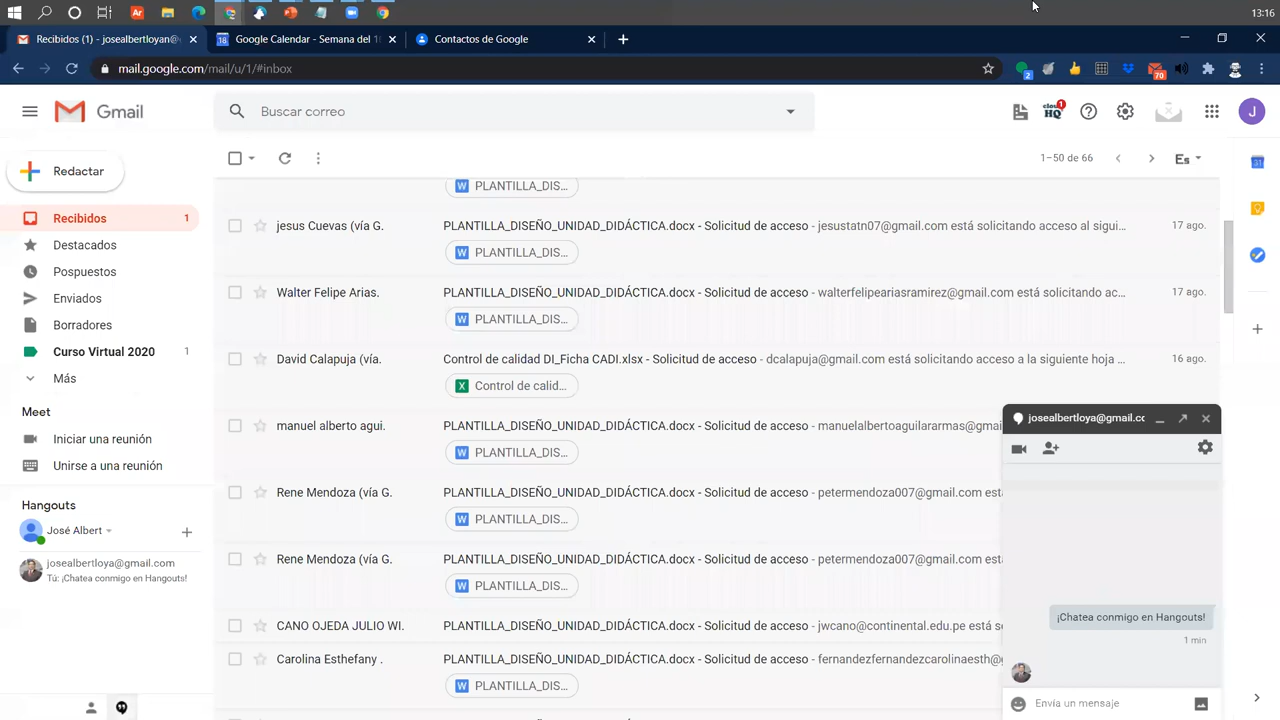 13:16
Recibidos (1) - josealbertloyan@
Google Calendar - Semana del 1
Contactos de Google
mail.google.com/mail/u/1/#inbox
2
70
Gmail
Buscar correo
cloud HQ
1
J
Redactar
1–50 de 66
Es
Recibidos 1
Destacados
Pospuestos
Enviados
Borradores
Curso Virtual 2020 1
Más
Meet
Iniciar una reunión
Unirse a una reunión
Hangouts
José Albert
josealbertloya@gmail.com
Tú: ¡Chatea conmigo en Hangouts!
W PLANTILLA_DIS...
jesus Cuevas (vía G. PLANTILLA_DISEÑO_UNIDAD_DIDÁCTICA.docx - Solicitud de acceso - jesustatn07@gmail.com está solicitando acceso al sigui... 17 ago.
W PLANTILLA_DIS...
Walter Felipe Arias. PLANTILLA_DISEÑO_UNIDAD_DIDÁCTICA.docx - Solicitud de acceso - walterfelipeariasramirez@gmail.com está solicitando ac... 17 ago.
W PLANTILLA_DIS...
David Calapuja (vía. Control de calidad DI_Ficha CADI.xlsx - Solicitud de acceso - dcalapuja@gmail.com está solicitando acceso a la siguiente hoja ... 16 ago.
X Control de calid...
manuel alberto agui. PLANTILLA_DISEÑO_UNIDAD_DIDÁCTICA.docx - Solicitud de acceso - manuelalbertoaguilararmas@gmai
W PLANTILLA_DIS...
Rene Mendoza (vía G. PLANTILLA_DISEÑO_UNIDAD_DIDÁCTICA.docx - Solicitud de acceso - petermendoza007@gmail.com est
W PLANTILLA_DIS...
Rene Mendoza (vía G. PLANTILLA_DISEÑO_UNIDAD_DIDÁCTICA.docx - Solicitud de acceso - petermendoza007@gmail.com est
W PLANTILLA_DIS...
CANO OJEDA JULIO WI. PLANTILLA_DISEÑO_UNIDAD_DIDÁCTICA.docx - Solicitud de acceso - jwcano@continental.edu.pe está s
Carolina Esthefany . PLANTILLA_DISEÑO_UNIDAD_DIDÁCTICA.docx - Solicitud de acceso - fernandezfernandezcarolinaesth@g
W PLANTILLA_DIS...
josealbertloya@gmail.cc
¡Chatea conmigo en Hangouts!
1 min
Envía un mensaje